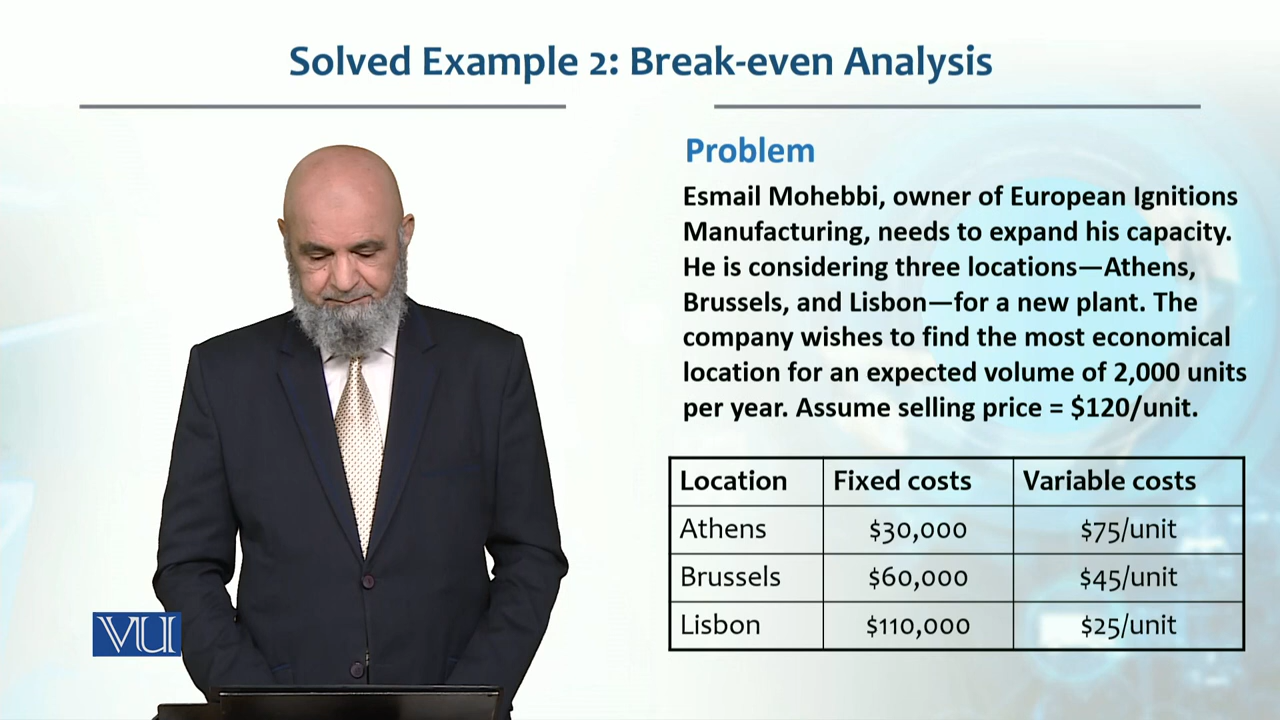 Solved Example 2: Break-even Analysis
Problem
Esmail Mohebbi, owner of European Ignitions
Manufacturing, needs to expand his capacity.
He is considering three locations—Athens,
Brussels, and Lisbon—for a new plant. The
company wishes to find the most economical
location for an expected volume of 2,000 units
per year. Assume selling price = $120/unit.
Location Fixed costs Variable costs
Athens $30,000 $75/unit
Brussels $60,000 $45/unit
Lisbon $110,000 $25/unit
VU